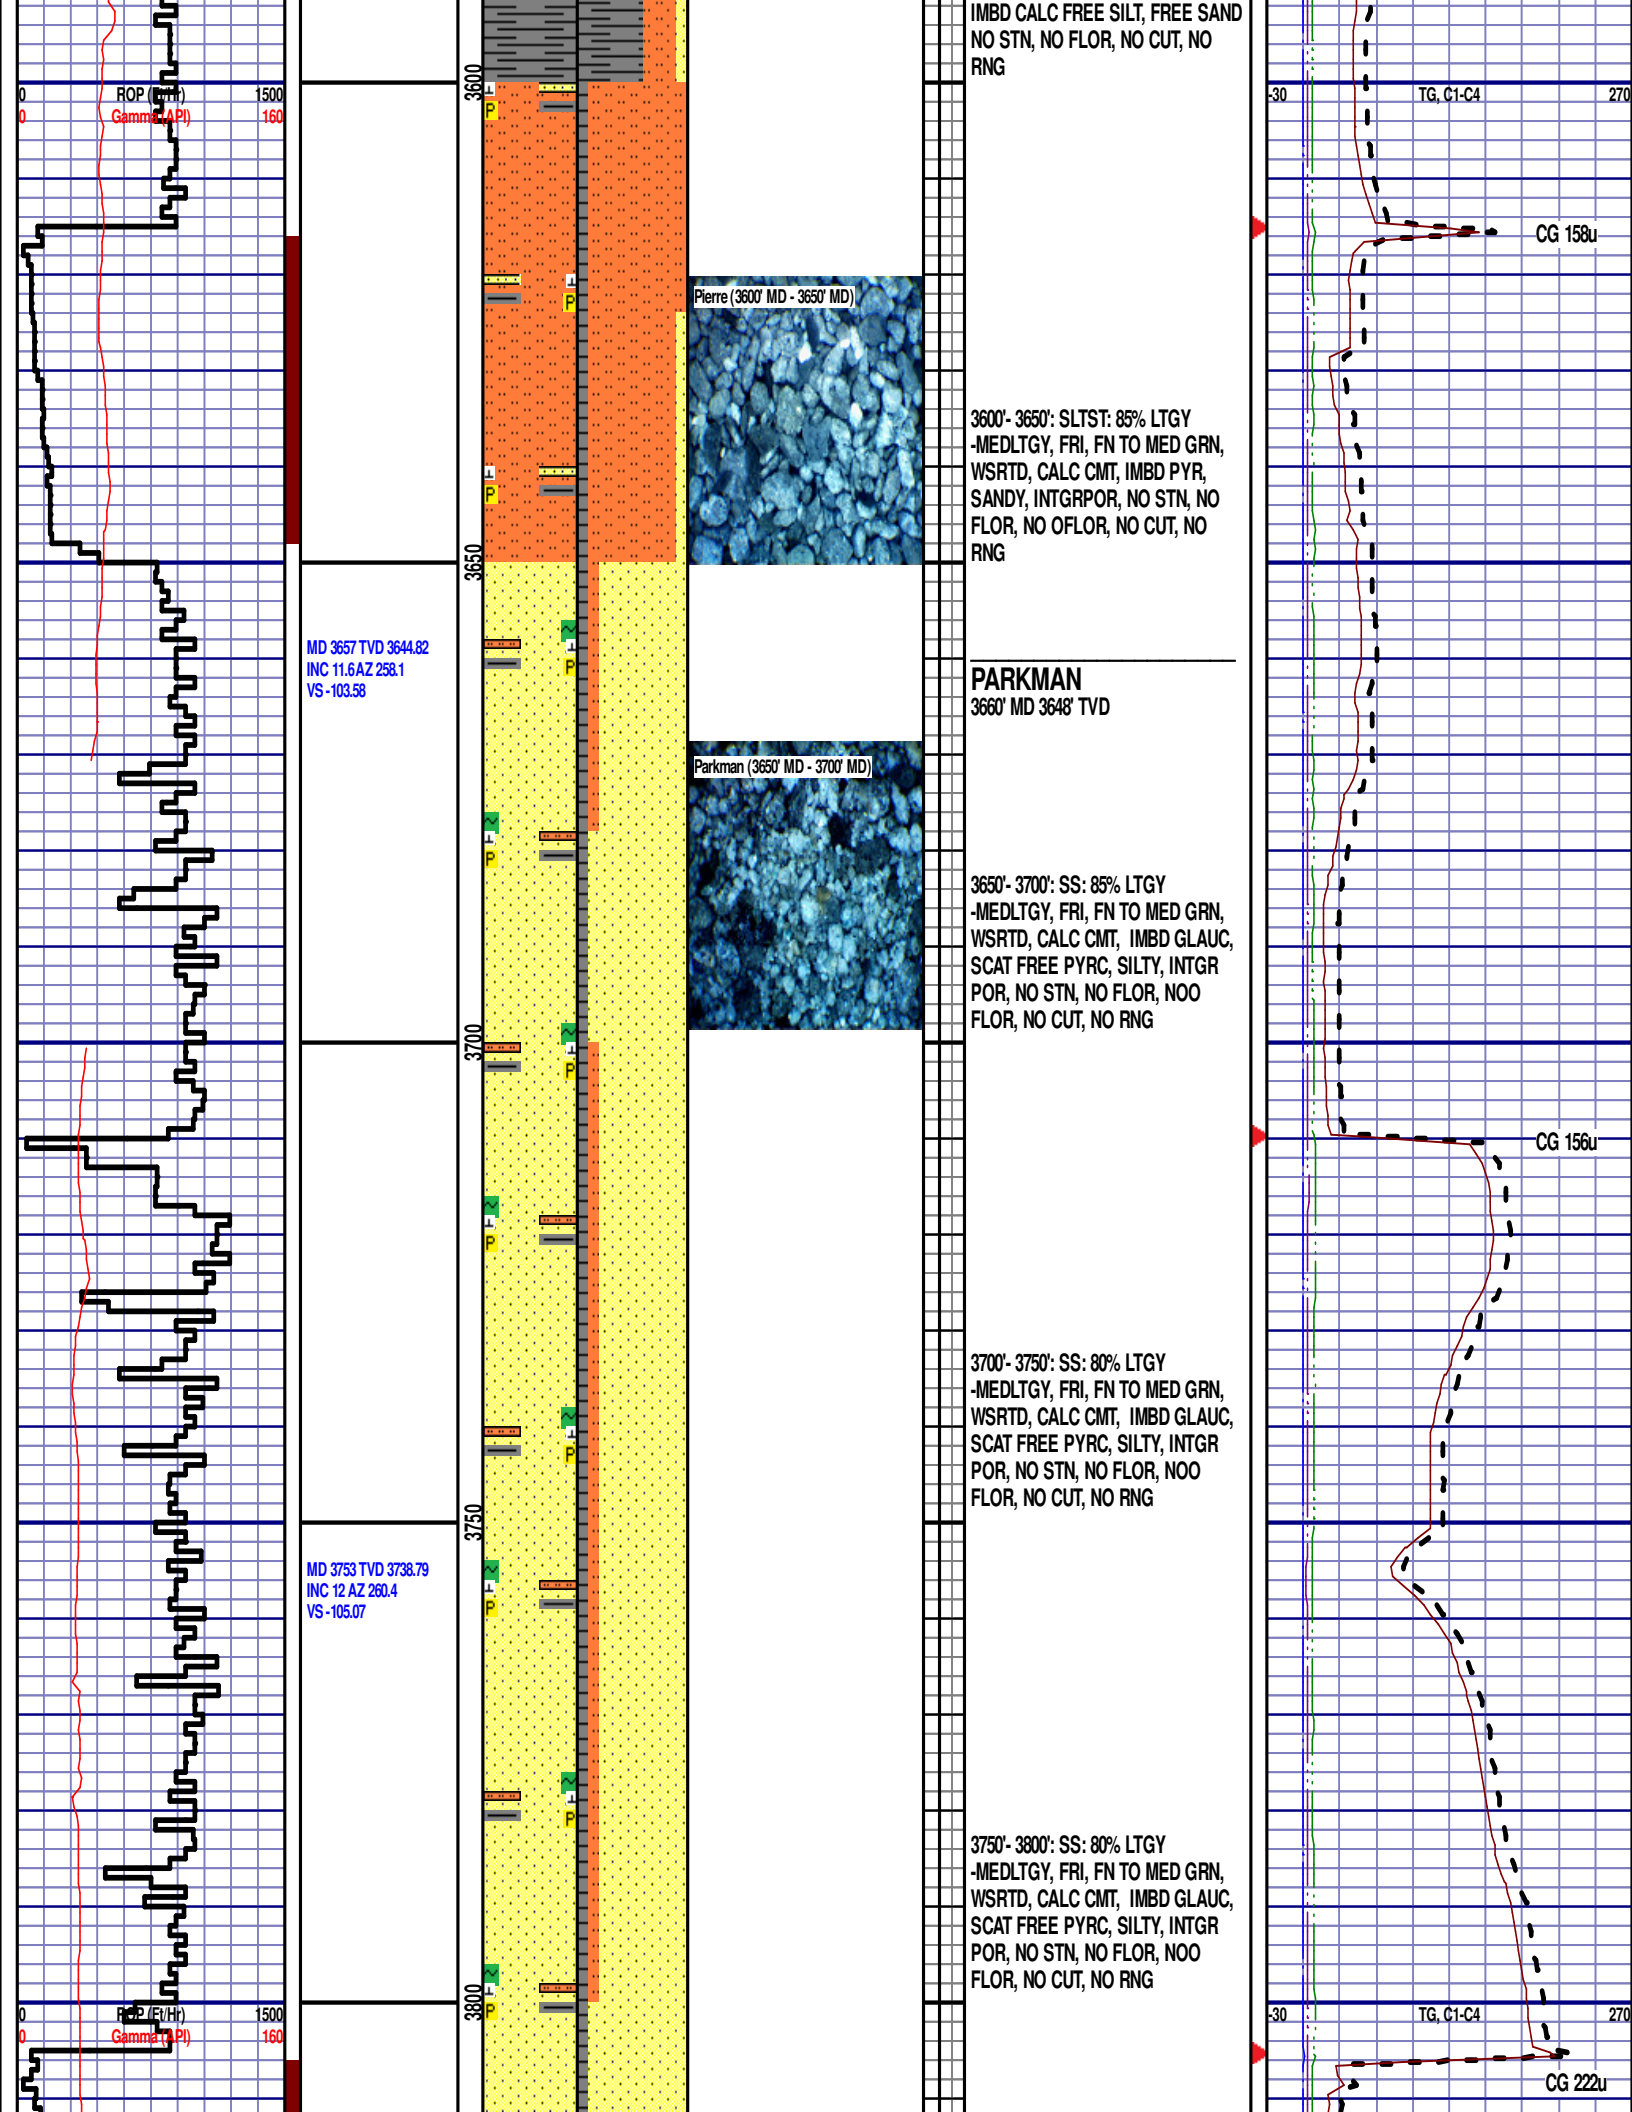 IMBD CALC FREE SILT, FREE SAND
NO STN, NO FLOR, NO CUT, NO
RNG
3600
0 ROP (Ft/Hr) 1500
0 Gamma (API) 160
-30 TG, C1-C4 270
P
CG 158u
Pierre (3600' MD - 3650' MD)
P
3600'- 3650': SLTST: 85% LTGY
-MEDLTGY, FRI, FN TO MED GRN,
WSRTD, CALC CMT, IMBD PYR,
SANDY, INTGRPOR, NO STN, NO
FLOR, NO OFLOR, NO CUT, NO
RNG
P
3650
MD 3657 TVD 3644.82
INC 11.6 AZ 258.1
VS -103.58
P
PARKMAN
3660' MD 3648' TVD
Parkman (3650' MD - 3700' MD)
P
3650'- 3700': SS: 85% LTGY
-MEDLTGY, FRI, FN TO MED GRN,
WSRTD, CALC CMT, IMBD GLAUC,
SCAT FREE PYRC, SILTY, INTGR
POR, NO STN, NO FLOR, NOO
FLOR, NO CUT, NO RNG
3700
P
CG 156u
P
3700'- 3750': SS: 80% LTGY
-MEDLTGY, FRI, FN TO MED GRN,
WSRTD, CALC CMT, IMBD GLAUC,
SCAT FREE PYRC, SILTY, INTGR
POR, NO STN, NO FLOR, NOO
FLOR, NO CUT, NO RNG
P
3750
MD 3753 TVD 3738.79
INC 12 AZ 260.4
VS -105.07
P
P
3750'- 3800': SS: 80% LTGY
-MEDLTGY, FRI, FN TO MED GRN,
WSRTD, CALC CMT, IMBD GLAUC,
SCAT FREE PYRC, SILTY, INTGR
POR, NO STN, NO FLOR, NOO
FLOR, NO CUT, NO RNG
3800
P
0 ROP (Ft/Hr) 1500
0 Gamma (API) 160
-30 TG, C1-C4 270
CG 222u